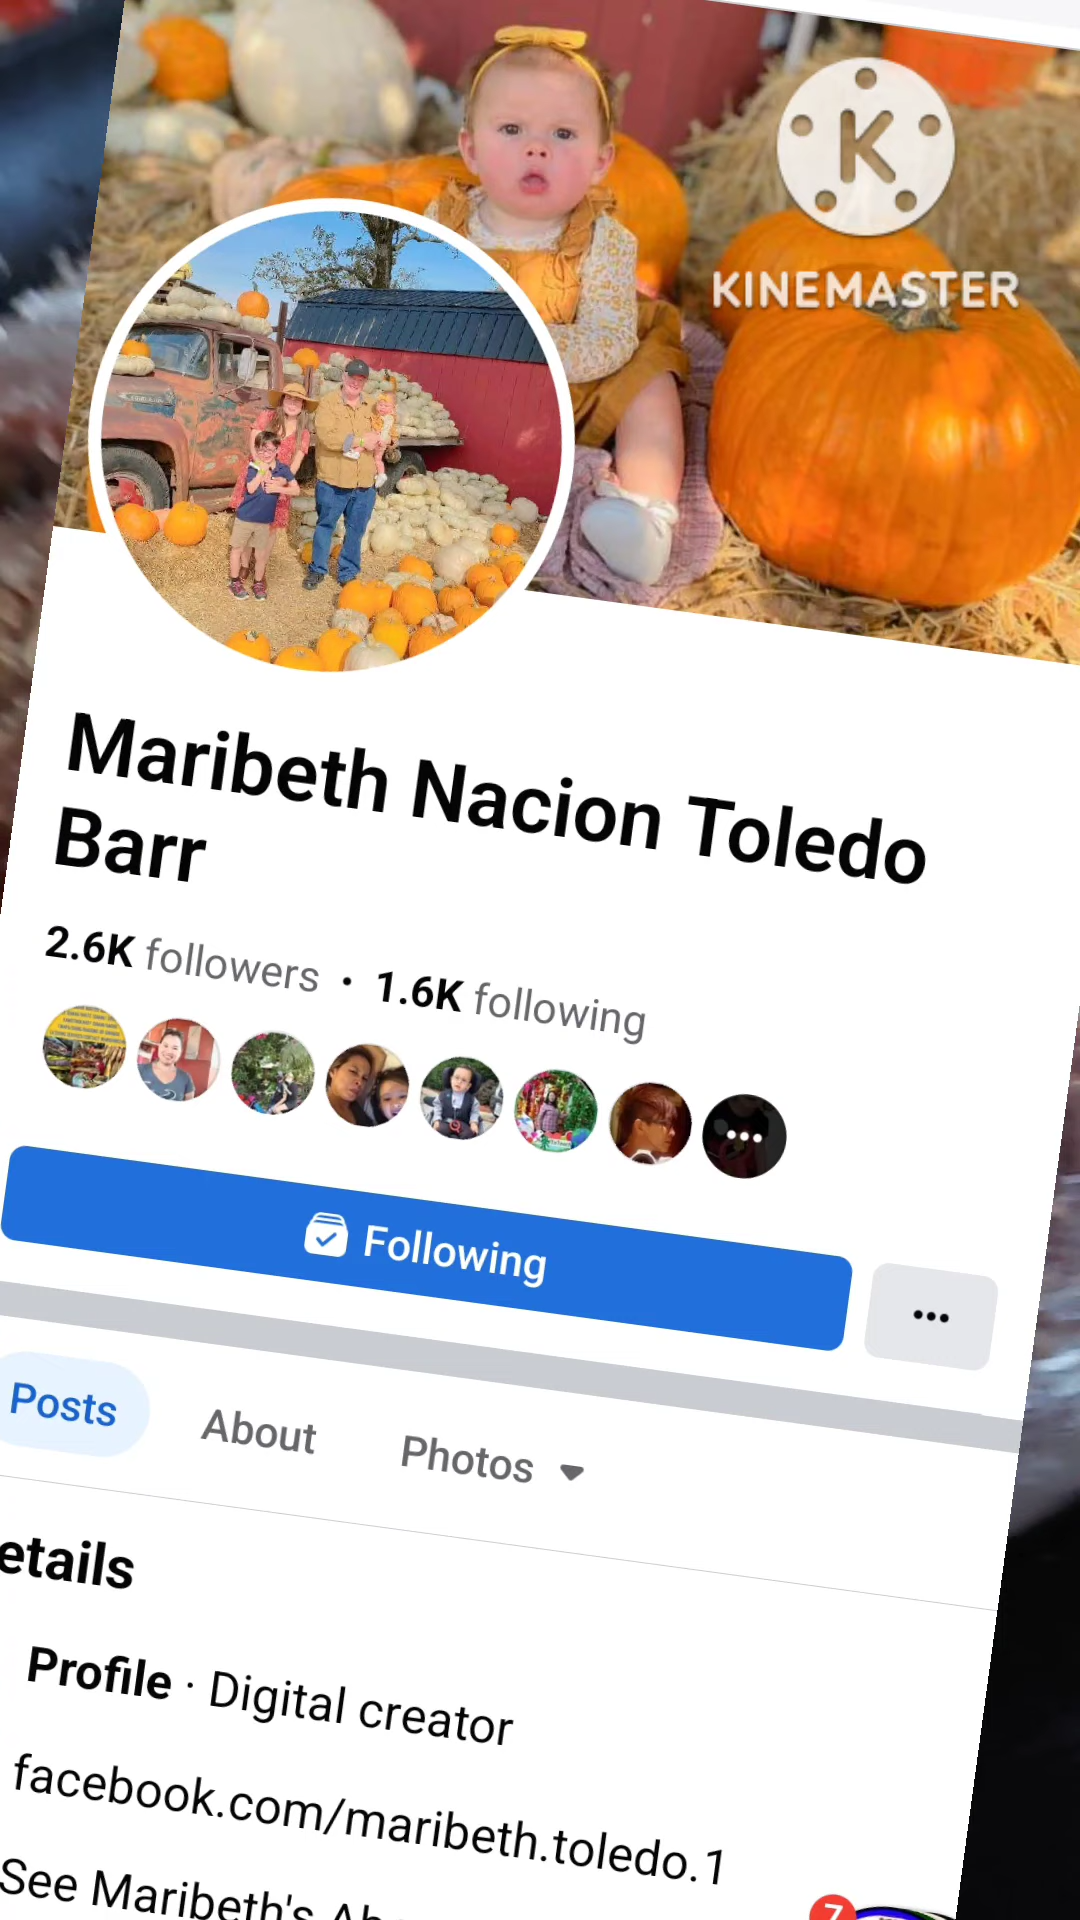 K
KINEMASTER
Maribeth Nacion Toledo
Barr
2.6K followers · 1.6K following
Following
Posts About Photos
etails
Profile · Digital creator
facebook.com/maribeth.toledo.1
See Maribeth's
7